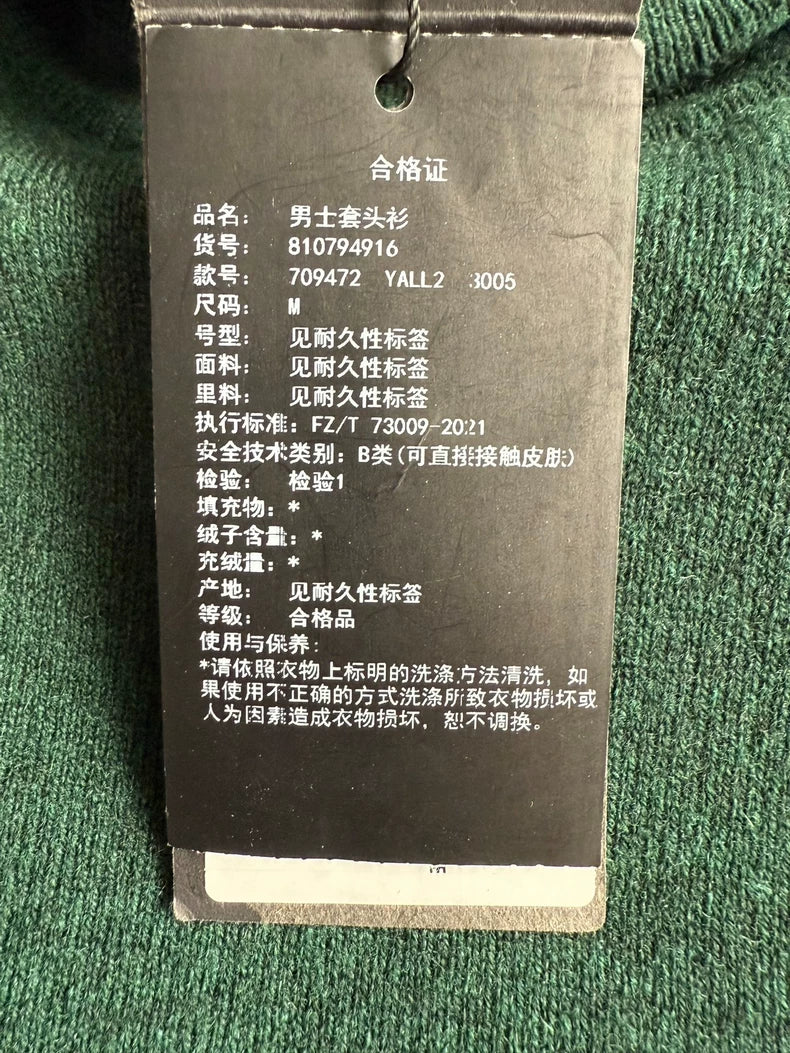 合格证
品名： 男士套头衫
货号： 810794916
款号： 709472 YALL2 3005
尺码： M
号型： 见耐久性标签
面料： 见耐久性标签
里料： 见耐久性标签
执行标准：FZ/T 73009-2021
安全技术类别：B类(可直接接触皮肤)
检验： 检验1
填充物：*
绒子含量：*
充绒量：*
产地： 见耐久性标签
等级： 合格品
使用与保养：
*请依照衣物上标明的洗涤方法清洗，如
果使用不正确的方式洗涤所致衣物损坏或
人为因素造成衣物损坏，恕不调换。